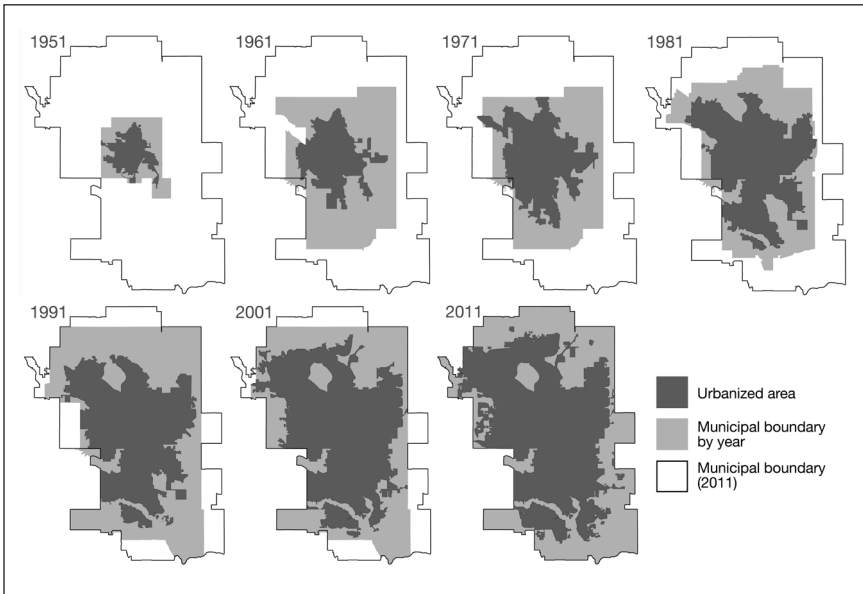 1951
1961
1971
1981
1991
2001
2011
Urbanized area
Municipal boundary
by year
Municipal boundary
(2011)